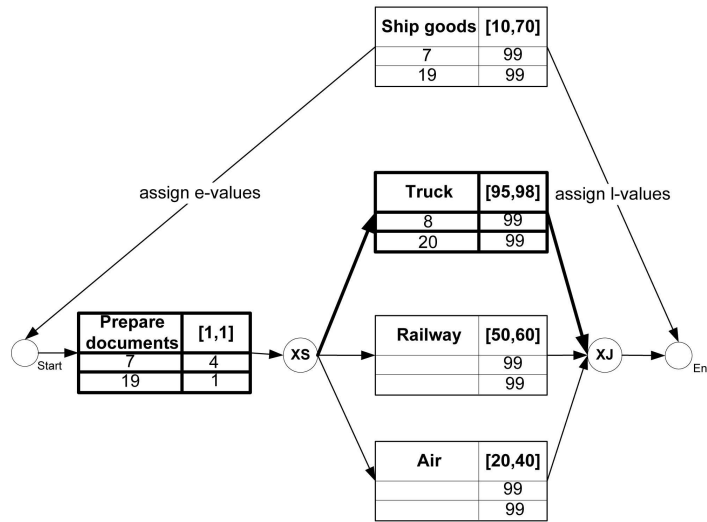 Ship goods [10,70]
7 99
19 99
assign e-values
assign l-values
Truck [95,98]
8 99
20 99
Prepare
documents [1,1]
7 4
19 1
Start
XS
Railway [50,60]
99
99
XJ
En
Air [20,40]
99
99